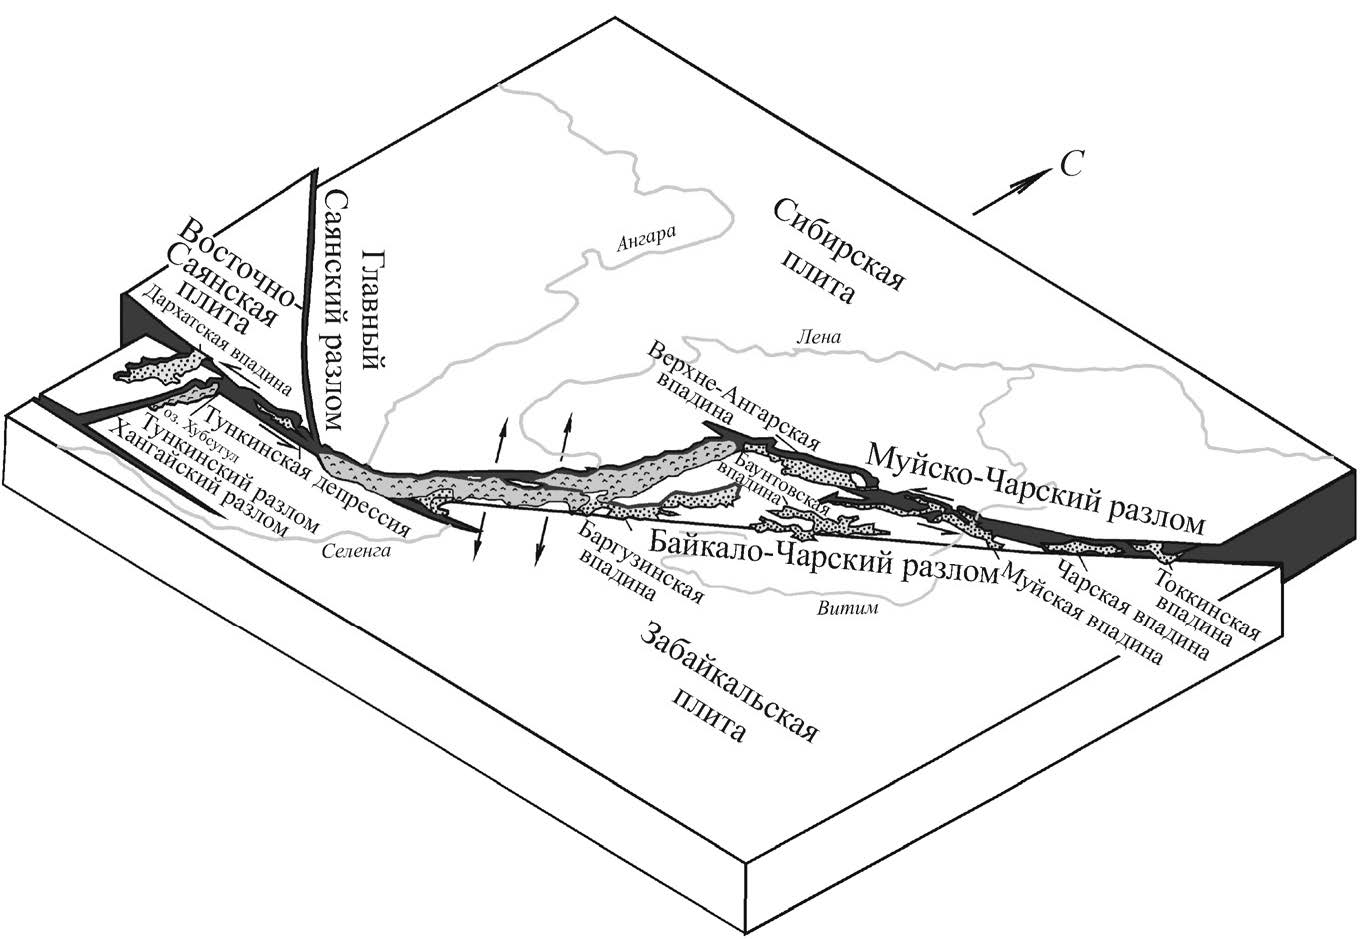 С
Сибирская
плита
Ангара
Лена
Главный
Саянский разлом
Восточно-
Саянская
плита
Дархатская впадина
Верхне-Ангарская
впадина
Муйско-Чарский разлом
Баунтовская
впадина
Тункинская депрессия
оз. Хубсугул
Тункинский разлом
Хангайский разлом
Селенга
Баргузинская
впадина
Байкало-Чарский разлом
Муйская впадина
Чарская впадина
Токкинская
впадина
Витим
Забайкальская
плита